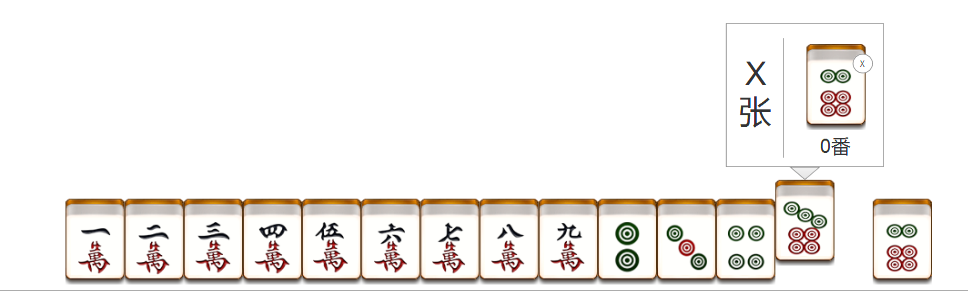 X
张
x
0番
一 二 三 四 伍 六 七 八 九
萬 萬 萬 萬 萬 萬 萬 萬 萬